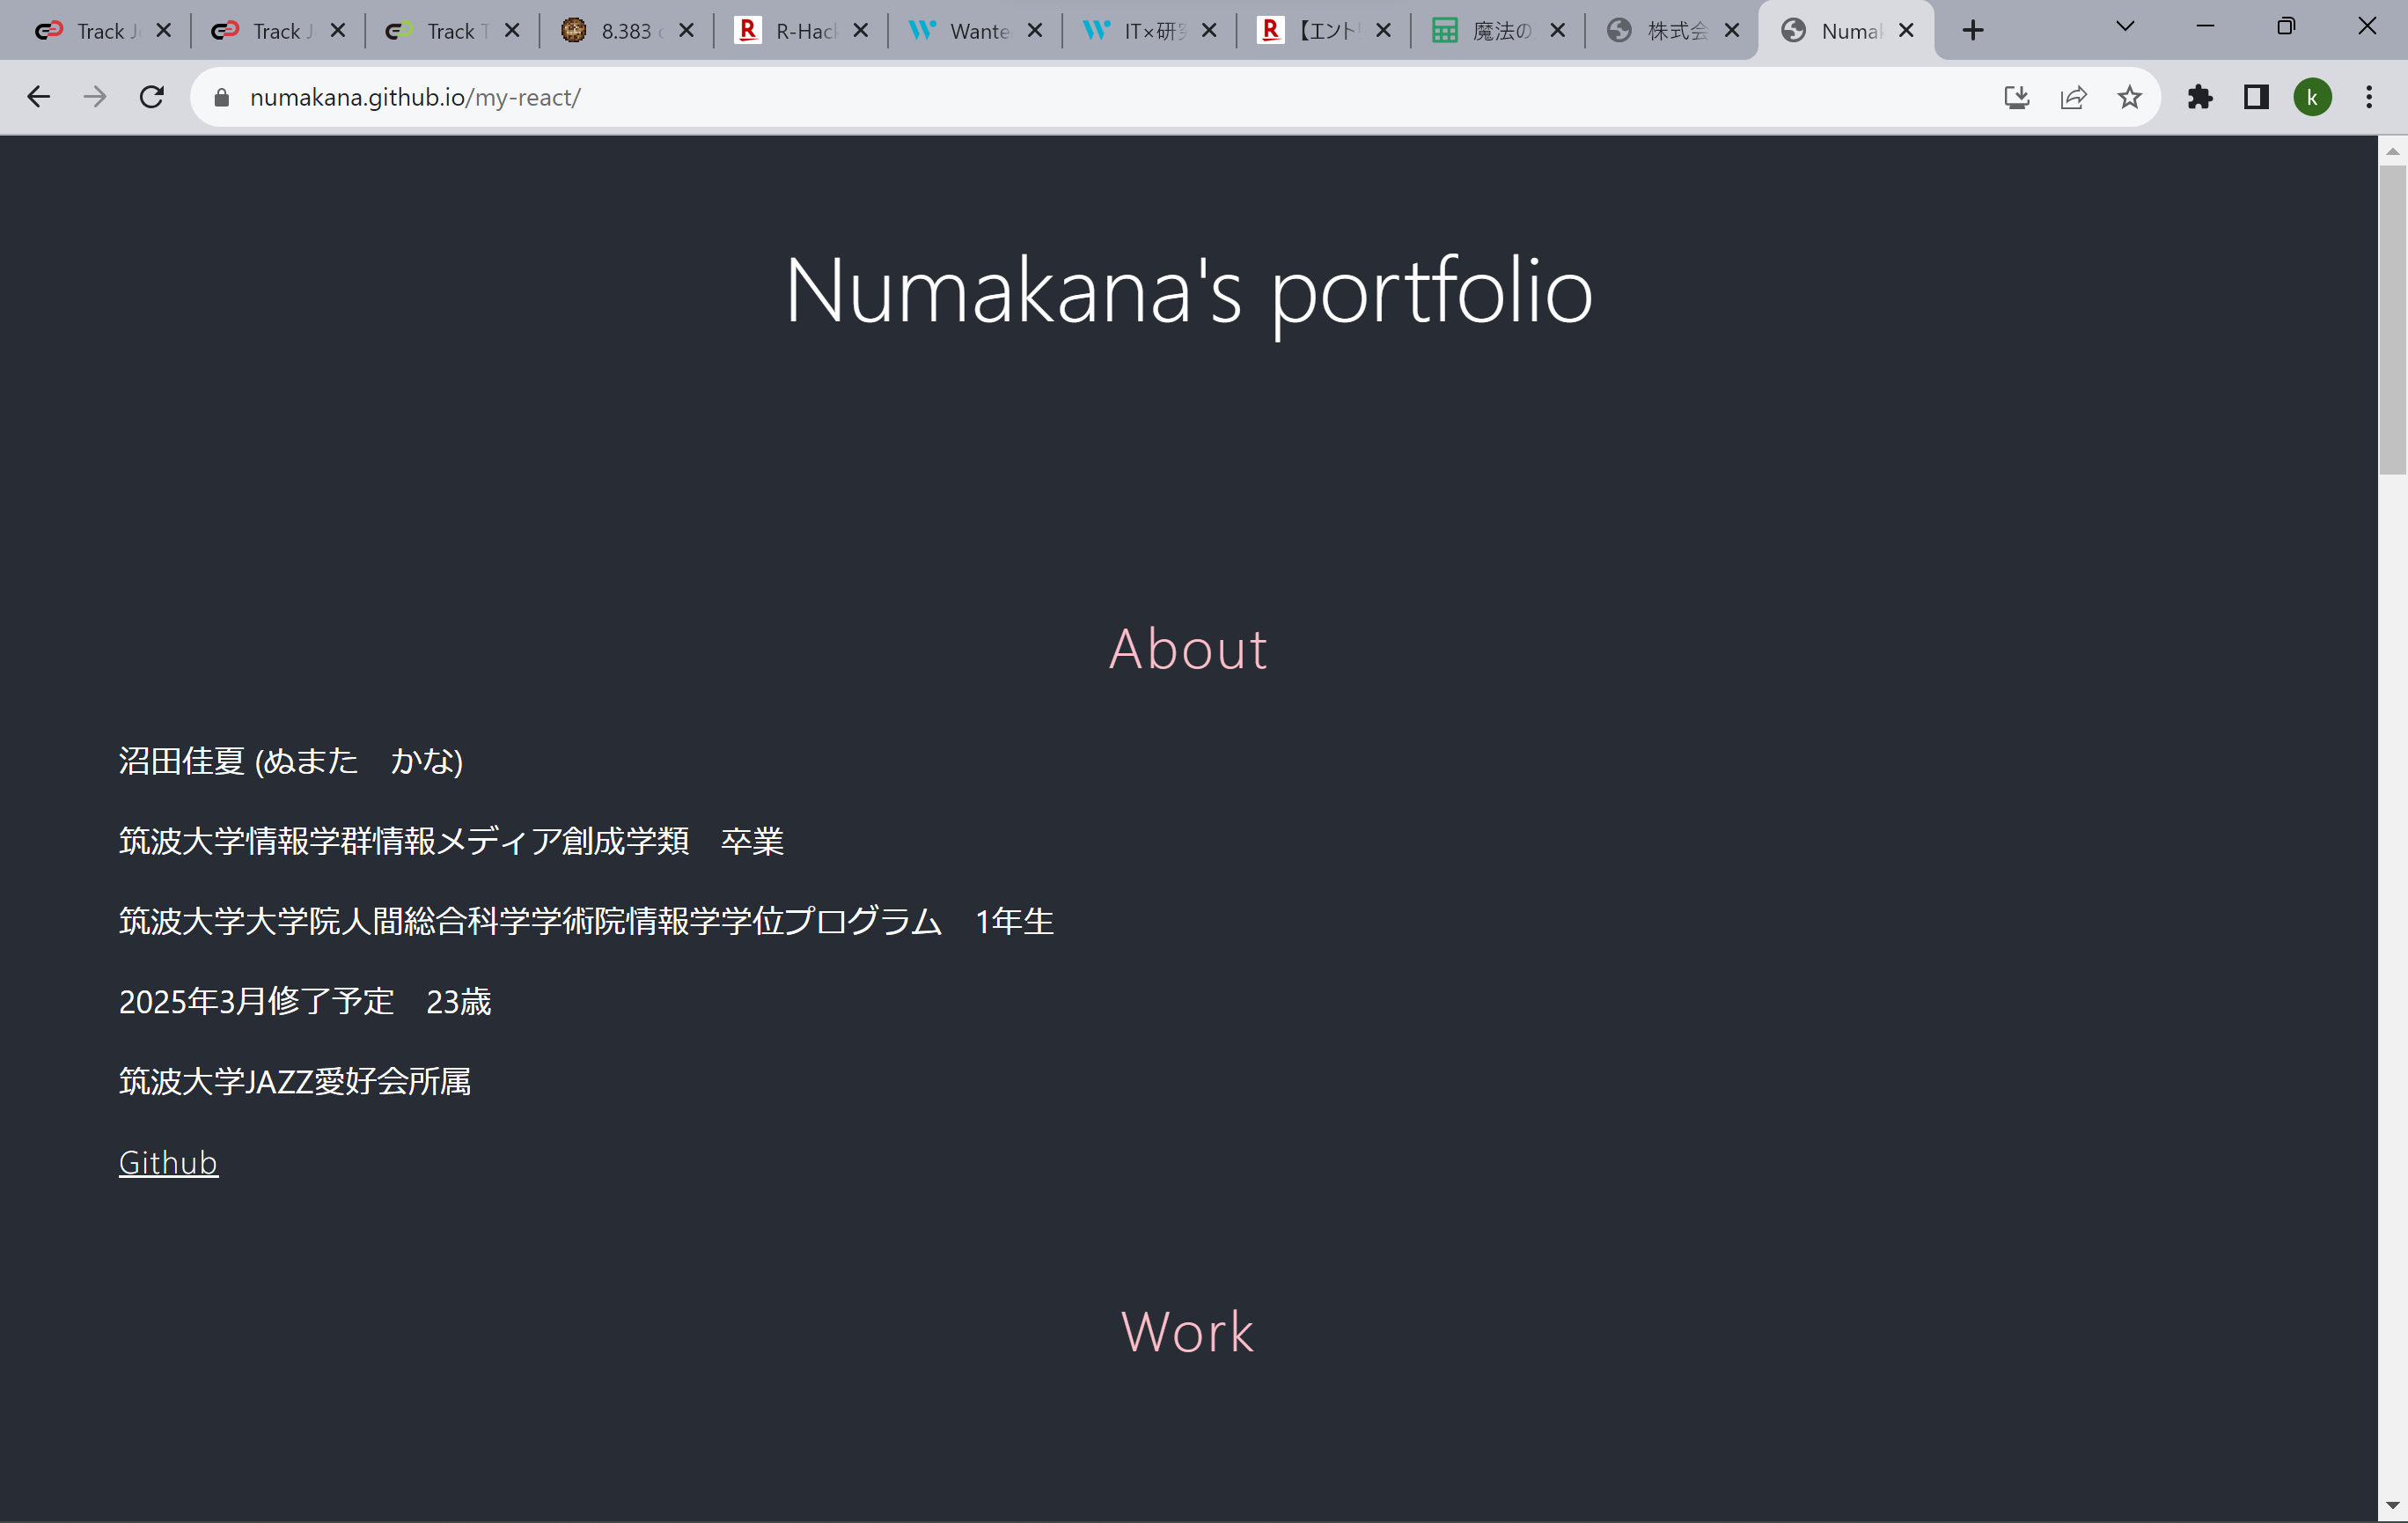 Track J
Track J
Track T
8.383
R-Hac
Wante
IT×研究
【エント
魔法の
株式会
Numa
numakana.github.io/my-react/
k
Numakana's portfolio
About
沼田佳夏 (ぬまた　かな)
筑波大学情報学群情報メディア創成学類　卒業
筑波大学大学院人間総合科学学術院情報学学位プログラム　1年生
2025年3月修了予定　23歳
筑波大学JAZZ愛好会所属
Github
Work